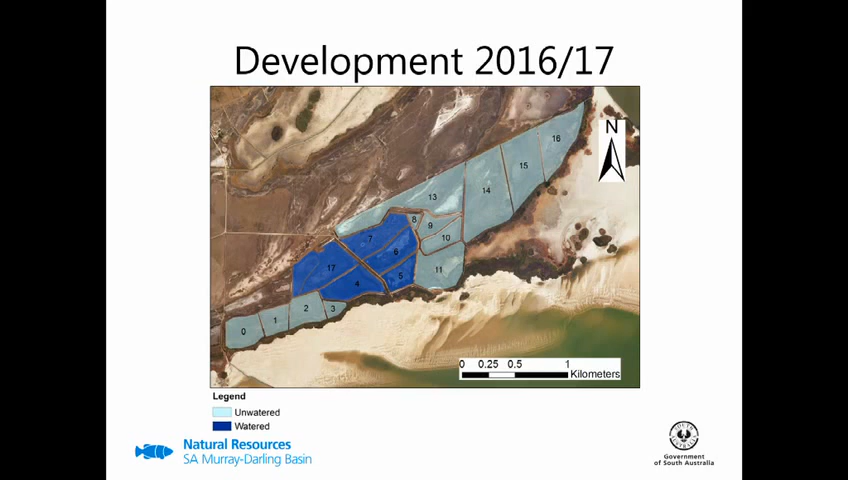 Development 2016/17
N
16
15
14
13
8
9
7
10
6
17
11
5
4
2
3
1
0
0 0.25 0.5 1
Kilometers
Legend
Unwatered
Watered
Natural Resources
SA Murray-Darling Basin
Government
of South Australia